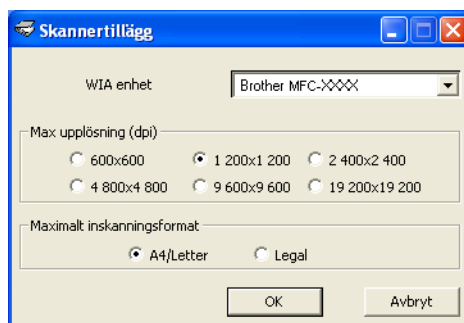 Skannertillägg
WIA enhet Brother MFC-XXXX
Max upplösning (dpi)
600x600 1 200x1 200 2 400x2 400
4 800x4 800 9 600x9 600 19 200x19 200
Maximalt inskanningsformat
A4/Letter Legal
OK Avbryt